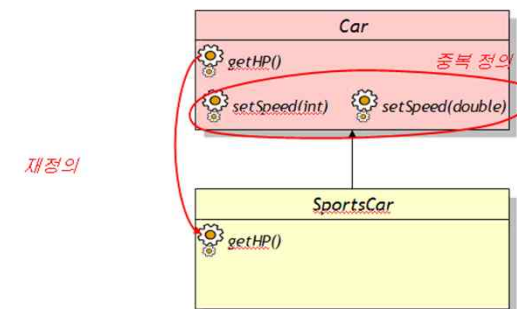 Car
getHP()
중복 정의
setSpeed(int) setSpeed(double)
재정의
SportsCar
getHP()